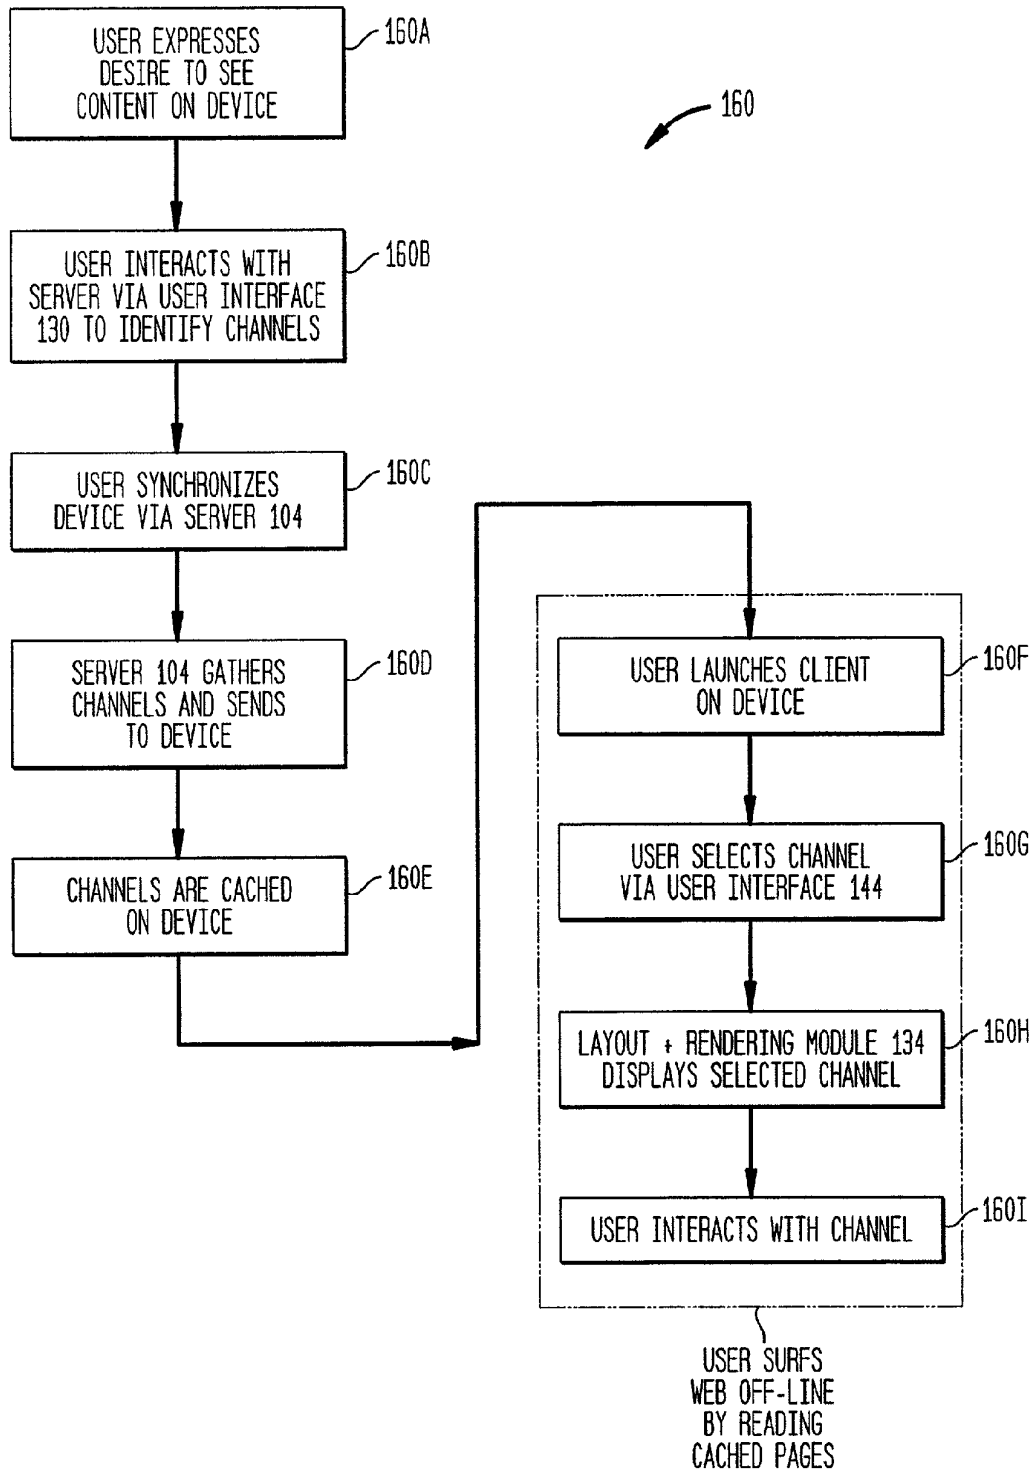 USER EXPRESSES
DESIRE TO SEE
CONTENT ON DEVICE
160A
160
USER INTERACTS WITH
SERVER VIA USER INTERFACE
130 TO IDENTIFY CHANNELS
160B
USER SYNCHRONIZES
DEVICE VIA SERVER 104
160C
SERVER 104 GATHERS
CHANNELS AND SENDS
TO DEVICE
160D
CHANNELS ARE CACHED
ON DEVICE
160E
USER LAUNCHES CLIENT
ON DEVICE
160F
USER SELECTS CHANNEL
VIA USER INTERFACE 144
160G
LAYOUT + RENDERING MODULE 134
DISPLAYS SELECTED CHANNEL
160H
USER INTERACTS WITH CHANNEL
160I
USER SURFS
WEB OFF-LINE
BY READING
CACHED PAGES